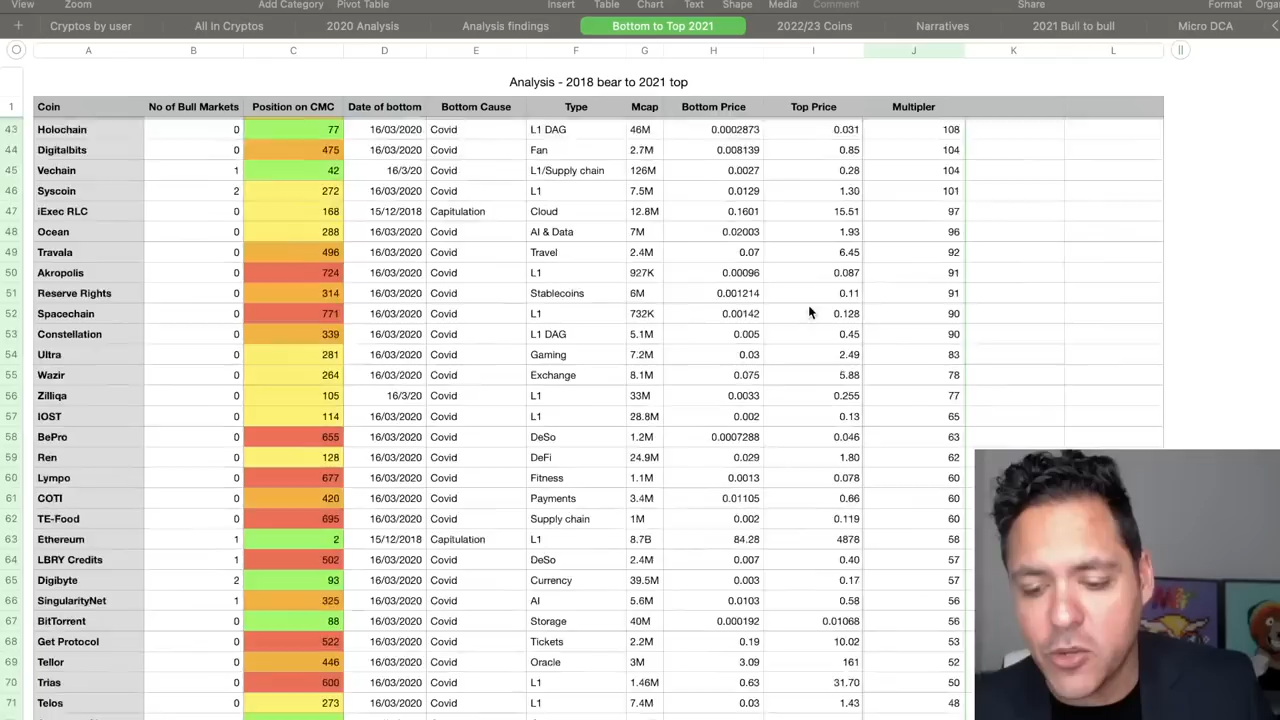 View Zoom Add Category Pivot Table Insert Table Chart Text Shape Media Comment Share Format
Cryptos by user All In Cryptos 2020 Analysis Analysis findings Bottom to Top 2021 2022/23 Coins Narratives 2021 Bull to bull Micro DCA
A B C D E F G H I J K L
Analysis - 2018 bear to 2021 top
1 Coin No of Bull Markets Position on CMC Date of bottom Bottom Cause Type Mcap Bottom Price Top Price Multipler
43 Holochain 0 77 16/03/2020 Covid L1 DAG 46M 0.0002873 0.031 108
44 Digitalbits 0 475 16/03/2020 Covid Fan 2.7M 0.008139 0.85 104
45 Vechain 1 42 16/3/20 Covid L1/Supply chain 126M 0.0027 0.28 104
46 Syscoin 2 272 16/03/2020 Covid L1 7.5M 0.0129 1.30 101
47 iExec RLC 0 168 15/12/2018 Capitulation Cloud 12.8M 0.1601 15.51 97
48 Ocean 0 288 16/03/2020 Covid AI & Data 7M 0.02003 1.93 96
49 Travala 0 496 16/03/2020 Covid Travel 2.4M 0.07 6.45 92
50 Akropolis 0 724 16/03/2020 Covid L1 927K 0.00096 0.087 91
51 Reserve Rights 0 314 16/03/2020 Covid Stablecoins 6M 0.001214 0.11 91
52 Spacechain 0 771 16/03/2020 Covid L1 732K 0.00142 0.128 90
53 Constellation 0 339 16/03/2020 Covid L1 DAG 5.1M 0.005 0.45 90
54 Ultra 0 281 16/03/2020 Covid Gaming 7.2M 0.03 2.49 83
55 Wazir 0 264 16/03/2020 Covid Exchange 8.1M 0.075 5.88 78
56 Zilliqa 0 105 16/3/20 Covid L1 33M 0.0033 0.255 77
57 IOST 0 114 16/03/2020 Covid L1 28.8M 0.002 0.13 65
58 BePro 0 655 16/03/2020 Covid DeSo 1.2M 0.0007288 0.046 63
59 Ren 0 128 16/03/2020 Covid DeFi 24.9M 0.029 1.80 62
60 Lympo 0 677 16/03/2020 Covid Fitness 1.1M 0.0013 0.078 60
61 COTI 0 420 16/03/2020 Covid Payments 3.4M 0.01105 0.66 60
62 TE-Food 0 695 16/03/2020 Covid Supply chain 1M 0.002 0.119 60
63 Ethereum 1 2 15/12/2018 Capitulation L1 8.7B 84.28 4878 58
64 LBRY Credits 1 502 16/03/2020 Covid DeSo 2.4M 0.007 0.40 57
65 Digibyte 2 93 16/03/2020 Covid Currency 39.5M 0.003 0.17 57
66 SingularityNet 1 325 16/03/2020 Covid AI 5.6M 0.0103 0.58 56
67 BitTorrent 0 88 16/03/2020 Covid Storage 40M 0.000192 0.01068 56
68 Get Protocol 0 522 16/03/2020 Covid Tickets 2.2M 0.19 10.02 53
69 Tellor 0 446 16/03/2020 Covid Oracle 3M 3.09 161 52
70 Trias 0 600 16/03/2020 Covid L1 1.46M 0.63 31.70 50
71 Telos 0 273 16/03/2020 Covid L1 7.4M 0.03 1.43 48